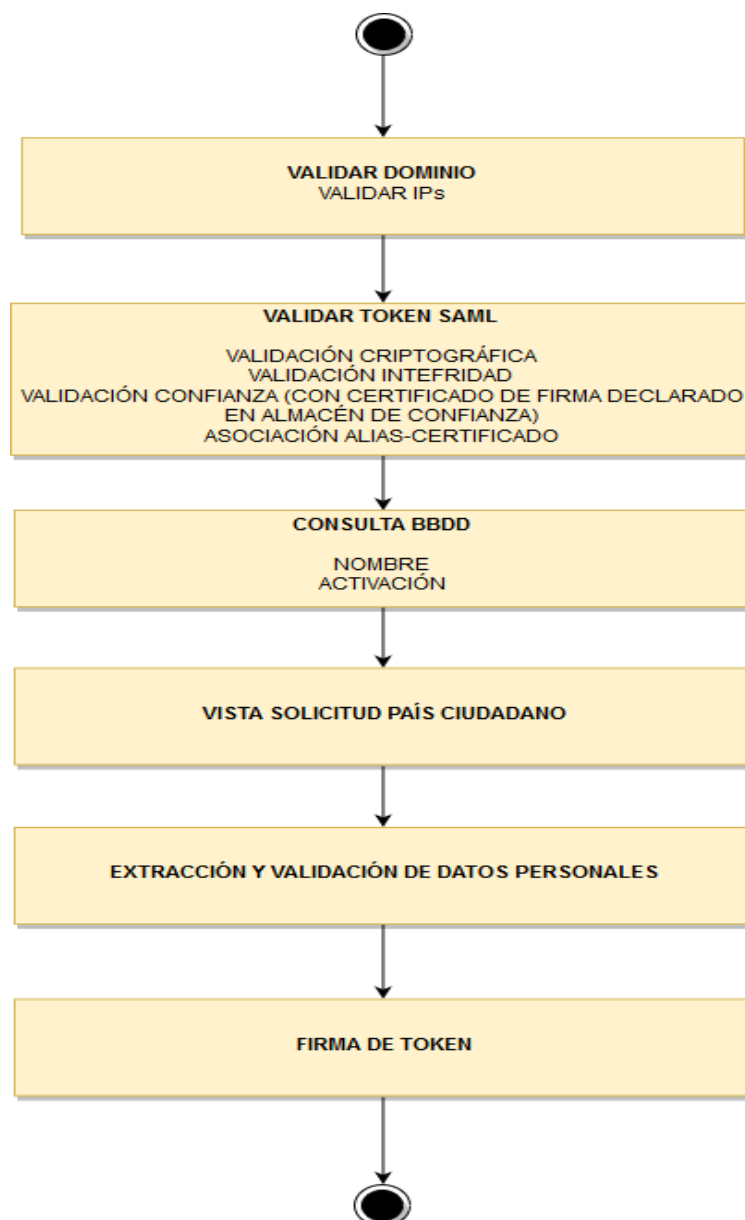 VALIDAR DOMINIO
VALIDAR IPs
VALIDAR TOKEN SAML
VALIDACIÓN CRIPTOGRÁFICA
VALIDACIÓN INTEFRIDAD
VALIDACIÓN CONFIANZA (CON CERTIFICADO DE FIRMA DECLARADO
EN ALMACÉN DE CONFIANZA)
ASOCIACIÓN ALIAS-CERTIFICADO
CONSULTA BBDD
NOMBRE
ACTIVACIÓN
VISTA SOLICITUD PAÍS CIUDADANO
EXTRACCIÓN Y VALIDACIÓN DE DATOS PERSONALES
FIRMA DE TOKEN